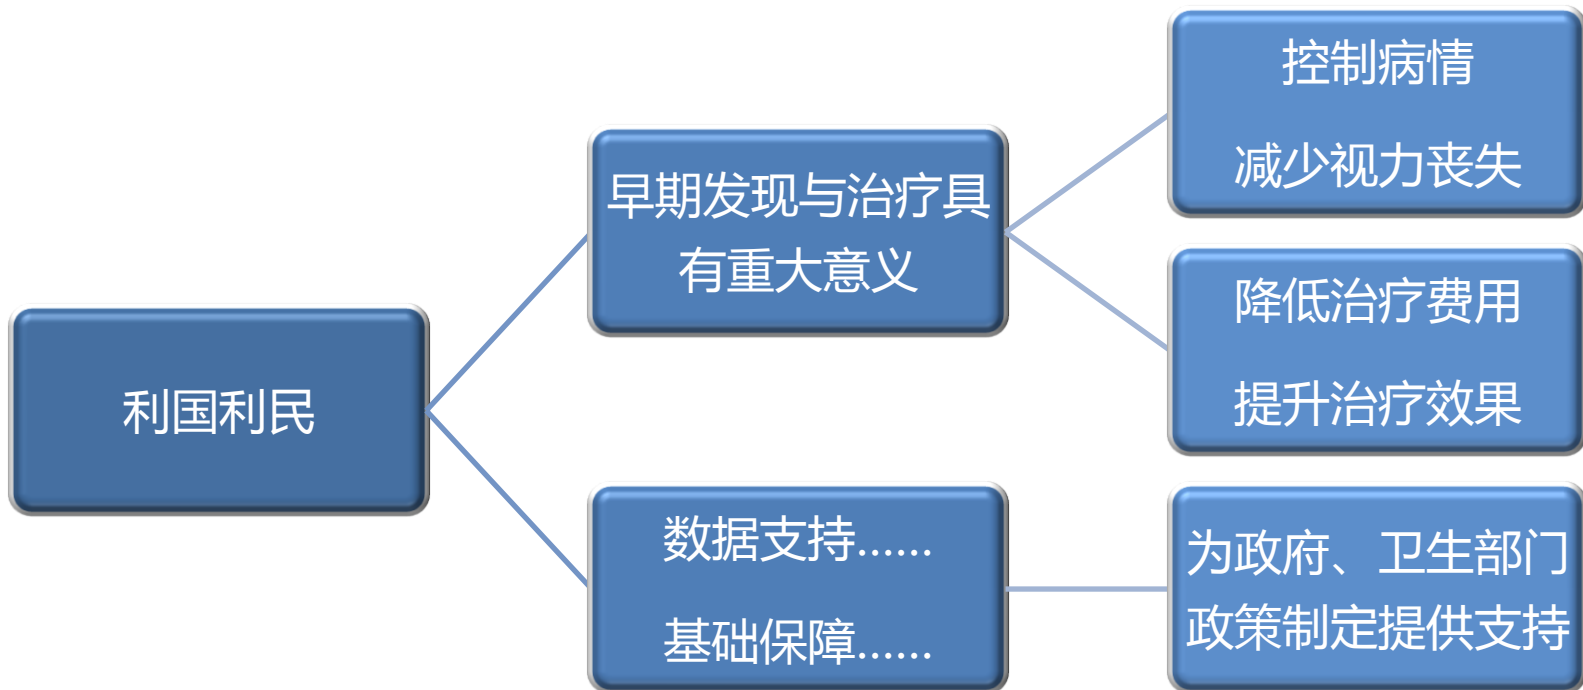 利国利民
早期发现与治疗具
有重大意义
控制病情
减少视力丧失
降低治疗费用
提升治疗效果
数据支持......
基础保障......
为政府、卫生部门
政策制定提供支持